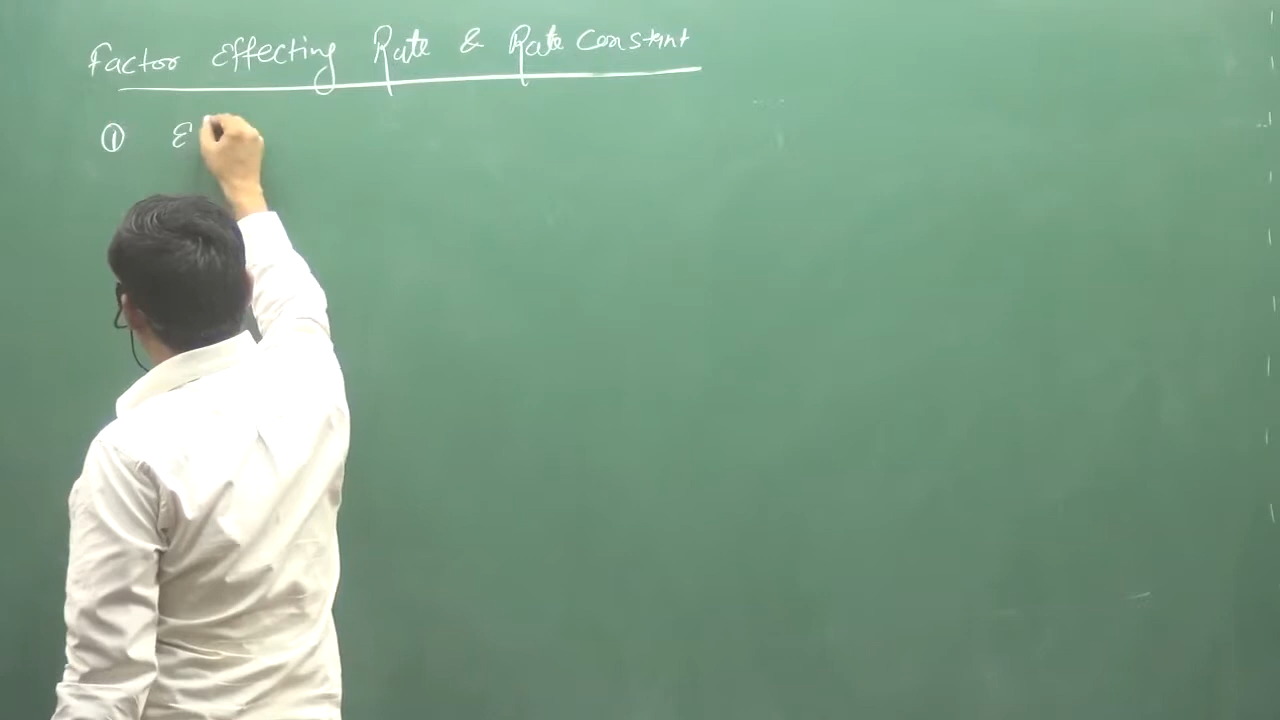 Factor Effecting Rate & Rate Constant
① E